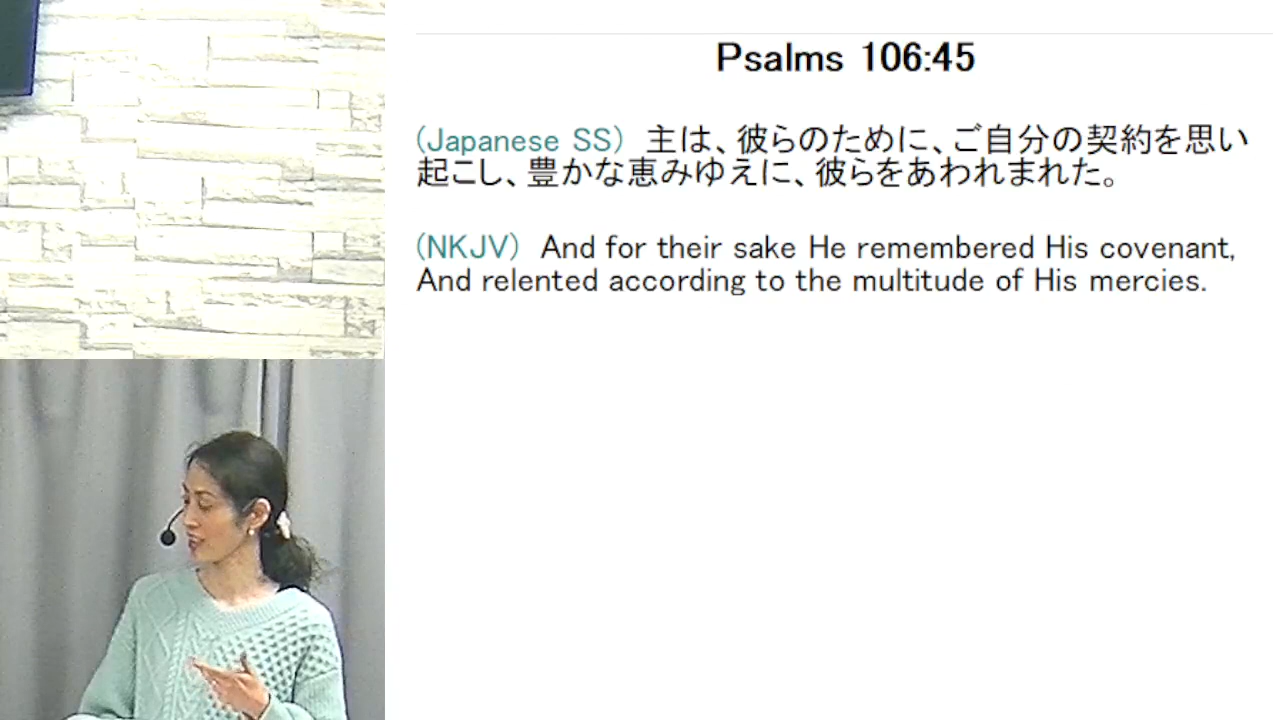 Psalms 106:45
(Japanese SS) 主は、彼らのために、ご自分の契約を思い
起こし、豊かな恵みゆえに、彼らをあわれまれた。
(NKJV) And for their sake He remembered His covenant,
And relented according to the multitude of His mercies.